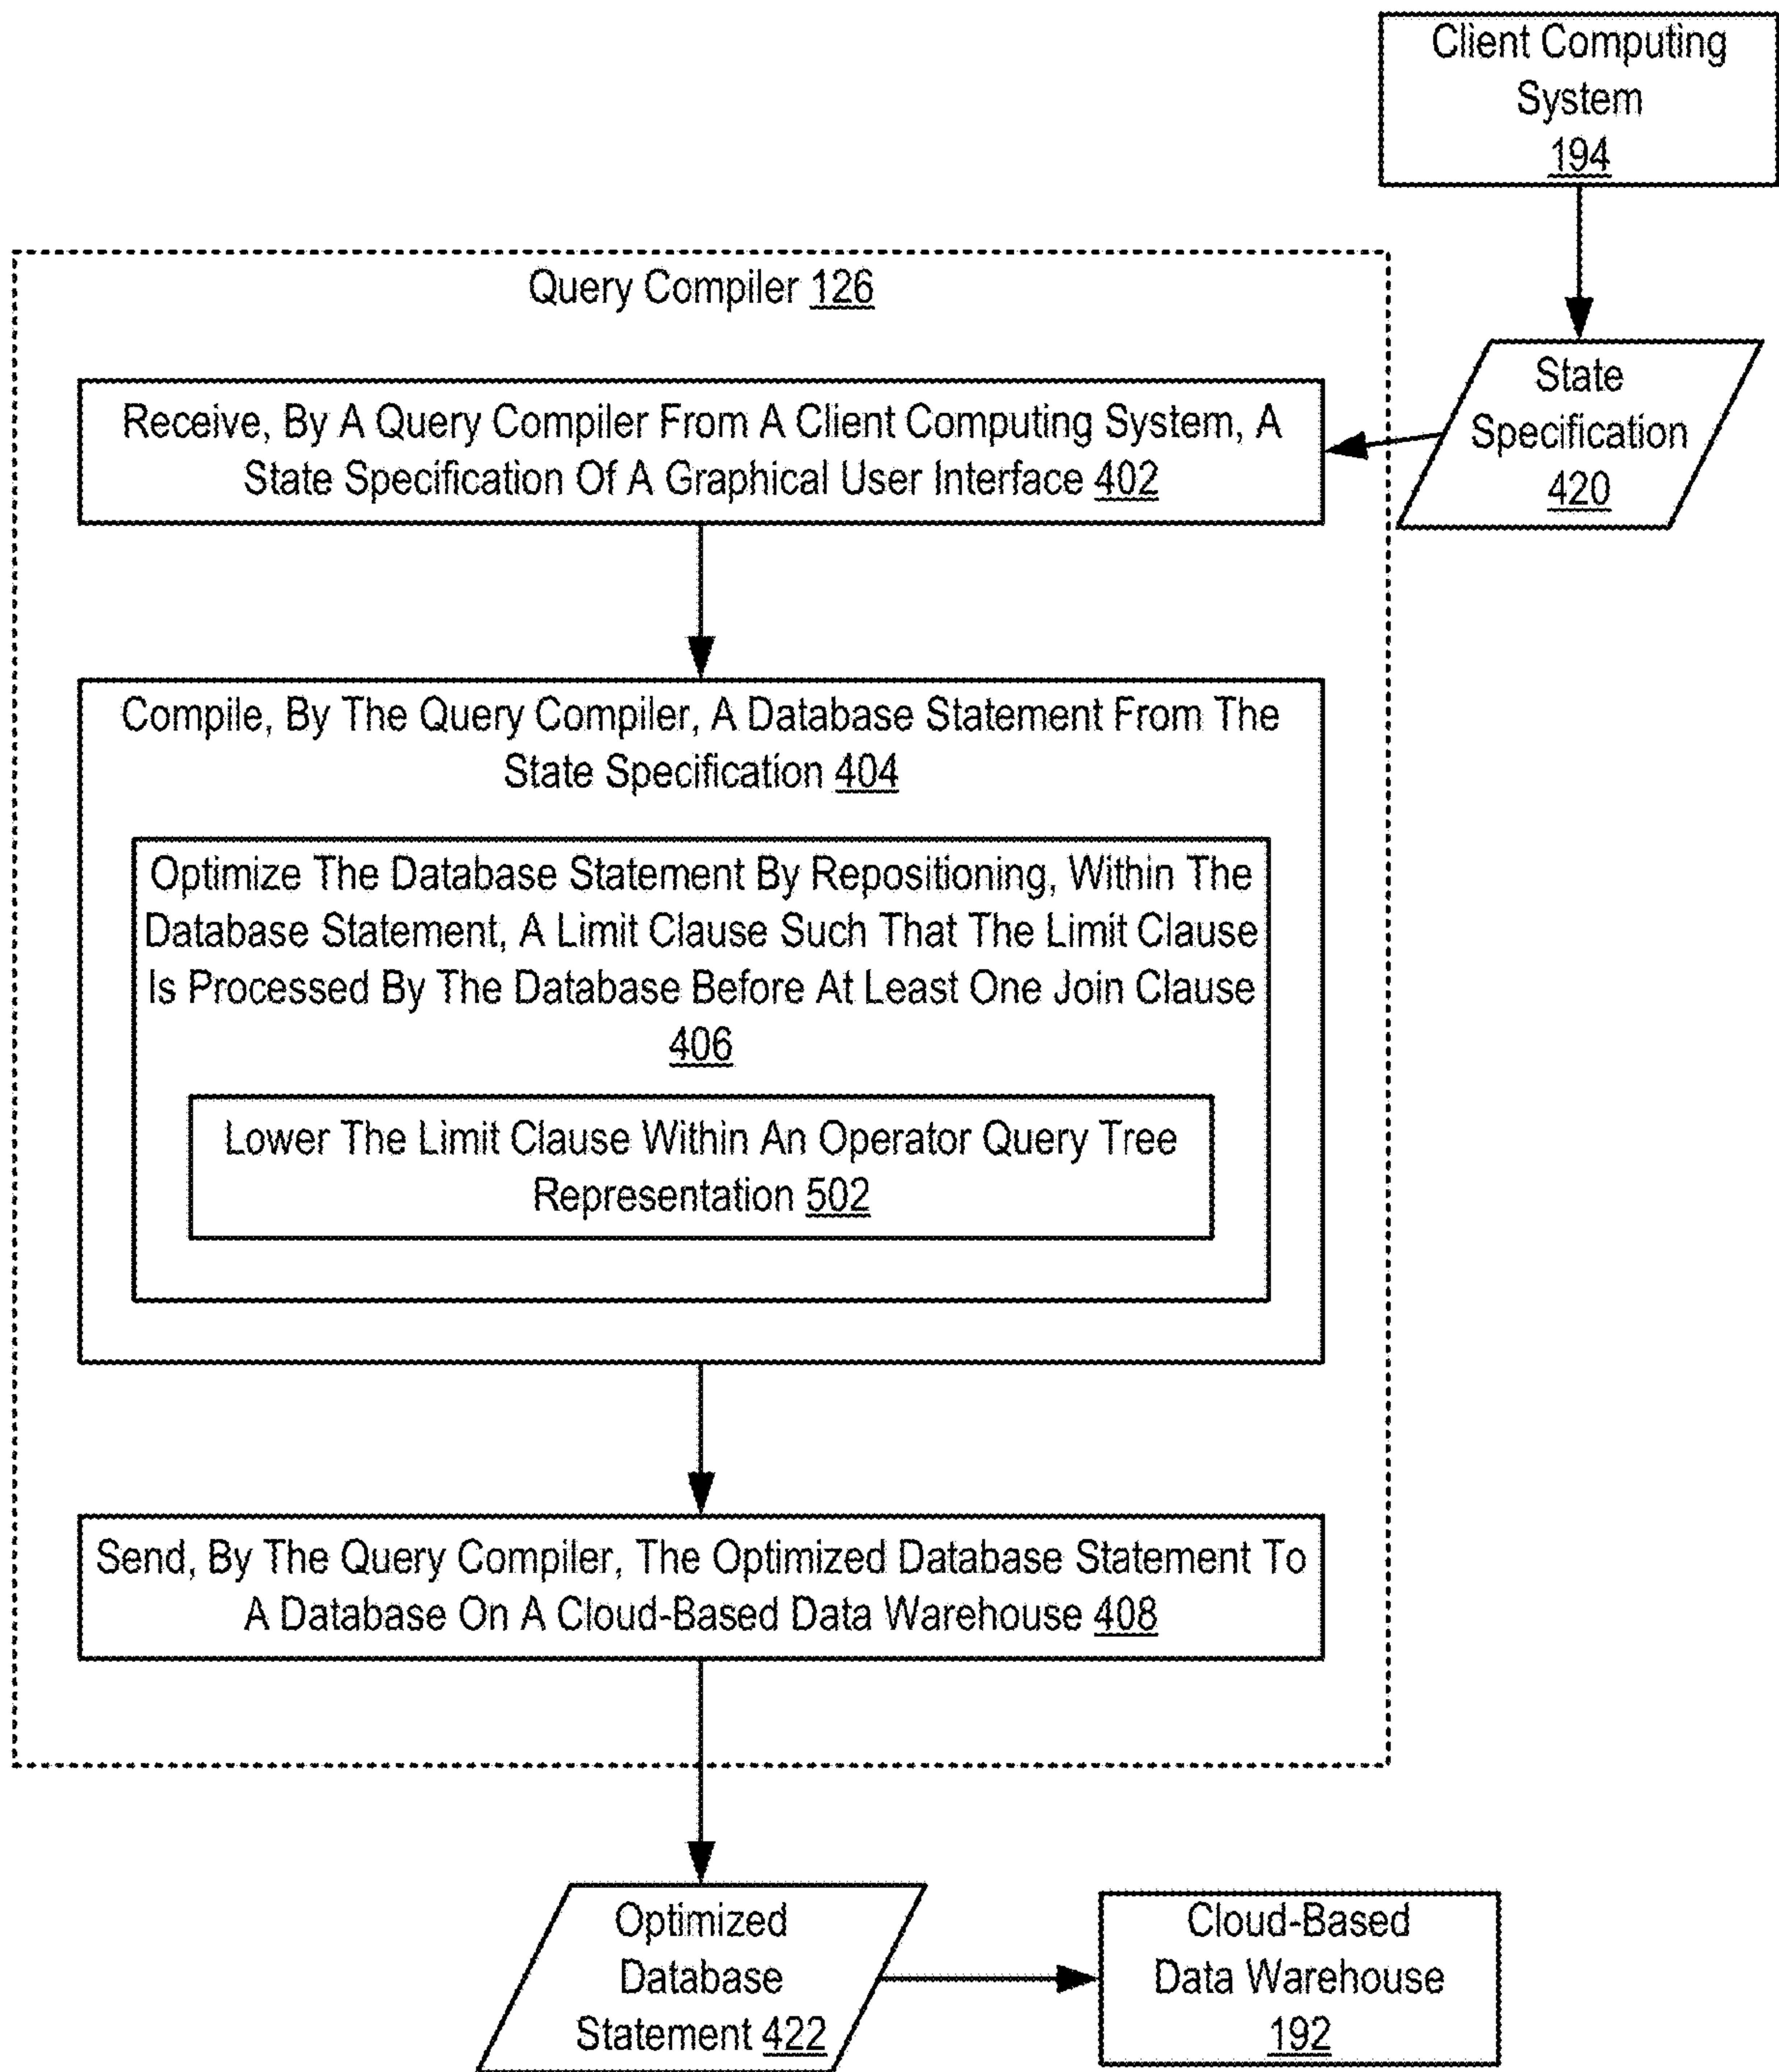 Client Computing
System
194
Query Compiler 126
State
Specification
420
Receive, By A Query Compiler From A Client Computing System, A
State Specification Of A Graphical User Interface 402
Compile, By The Query Compiler, A Database Statement From The
State Specification 404
Optimize The Database Statement By Repositioning, Within The
Database Statement, A Limit Clause Such That The Limit Clause
Is Processed By The Database Before At Least One Join Clause
406
Lower The Limit Clause Within An Operator Query Tree
Representation 502
Send, By The Query Compiler, The Optimized Database Statement To
A Database On A Cloud-Based Data Warehouse 408
Optimized
Database
Statement 422
Cloud-Based
Data Warehouse
192